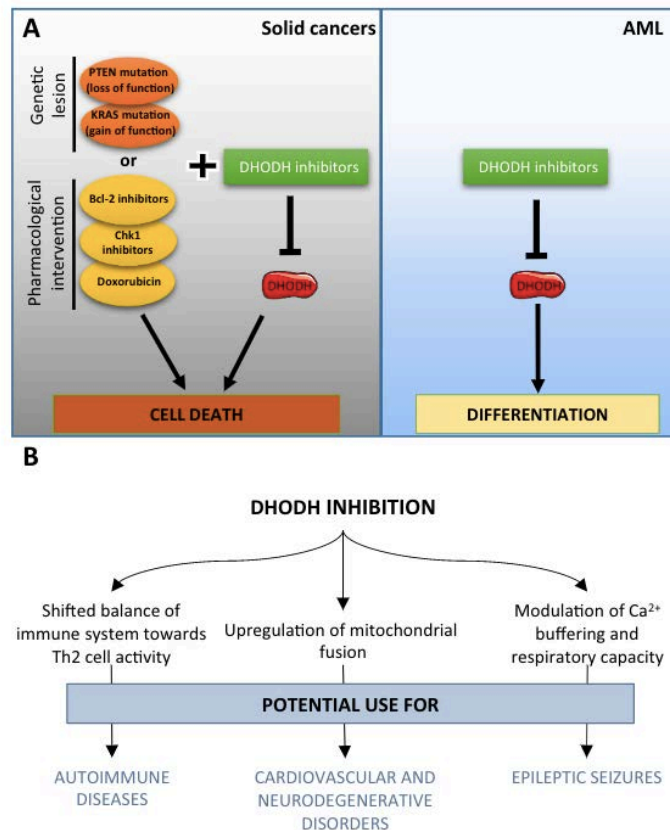 A
Solid cancers
AML
Genetic
lesion
PTEN mutation
(loss of function)
KRAS mutation
(gain of function)
or
+
DHODH inhibitors
DHODH inhibitors
Pharmacological
intervention
Bcl-2 inhibitors
Chk1
inhibitors
Doxorubicin
DHODH
DHODH
CELL DEATH
DIFFERENTIATION
B
DHODH INHIBITION
Shifted balance of
immune system towards
Th2 cell activity
Upregulation of mitochondrial
fusion
Modulation of Ca²⁺
buffering and
respiratory capacity
POTENTIAL USE FOR
AUTOIMMUNE
DISEASES
CARDIOVASCULAR AND
NEURODEGENERATIVE
DISORDERS
EPILEPTIC SEIZURES